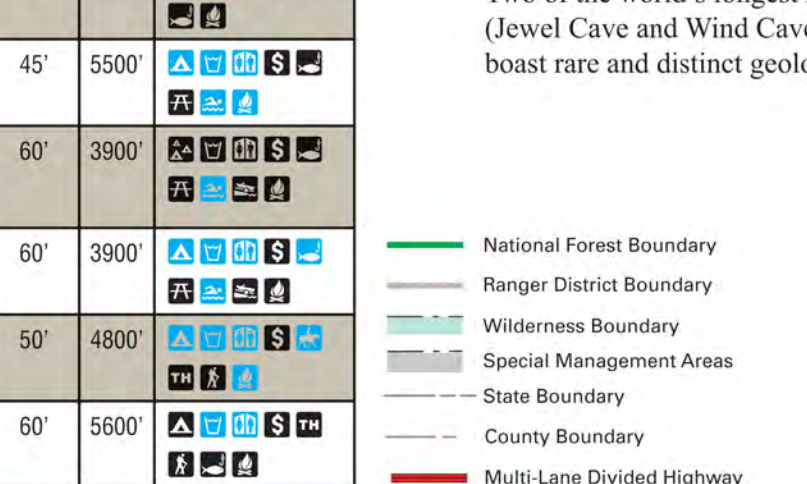 (Jewel Cave and Wind Cave
boast rare and distinct geolo
45' 5500' $
60' 3900' $
60' 3900' $
50' 4800' $
TH
60' 5600' $ TH
National Forest Boundary
Ranger District Boundary
Wilderness Boundary
Special Management Areas
State Boundary
County Boundary
Multi-Lane Divided Highway